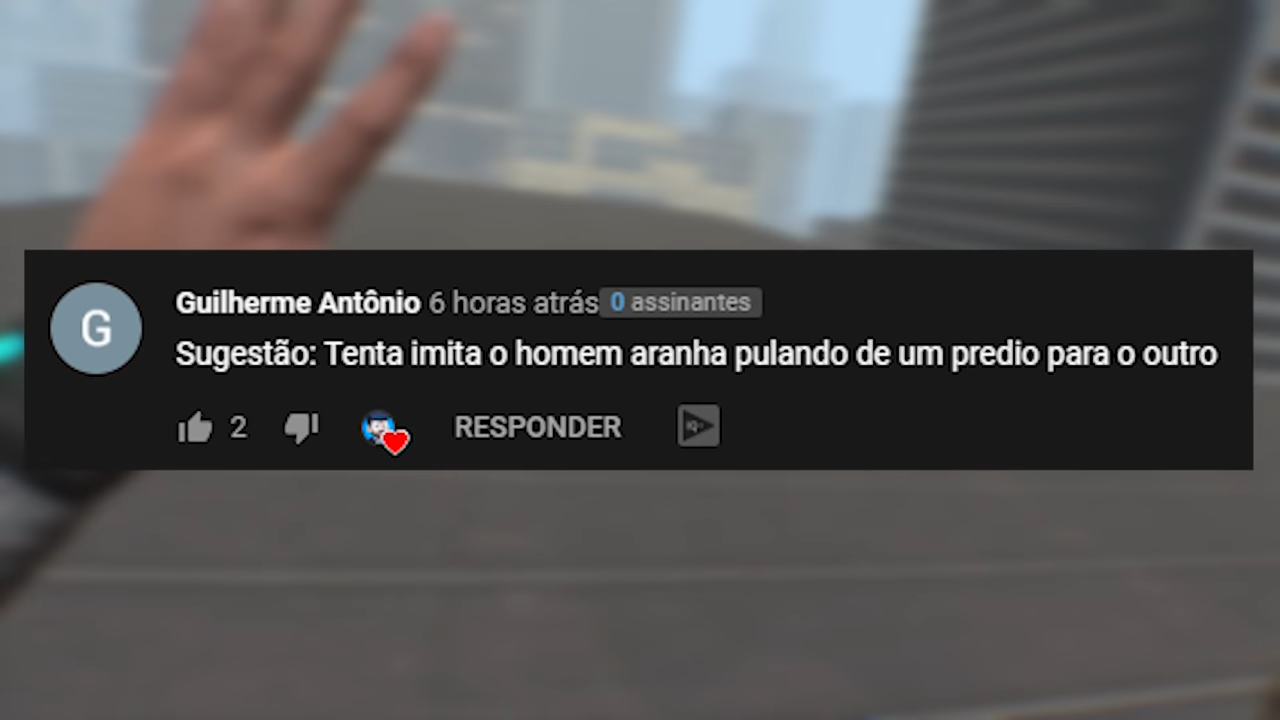 G
Guilherme Antônio 6 horas atrás 0 assinantes
Sugestão: Tenta imita o homem aranha pulando de um predio para o outro
2 RESPONDER